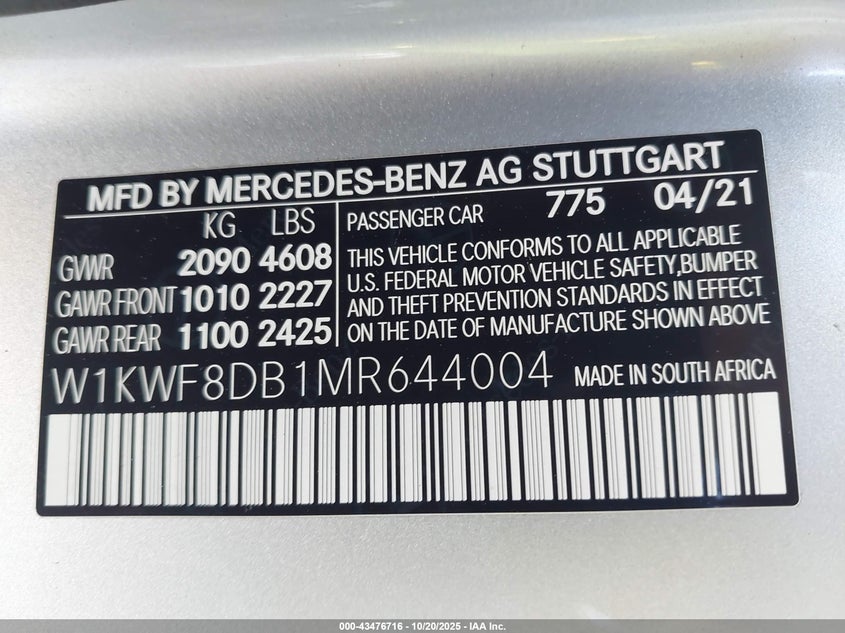 MFD BY MERCEDES-BENZ AG STUTTGART
KG LBS
GVWR 2090 4608
GAWR FRONT 1010 2227
GAWR REAR 1100 2425
PASSENGER CAR 775 04/21
THIS VEHICLE CONFORMS TO ALL APPLICABLE
U.S. FEDERAL MOTOR VEHICLE SAFETY,BUMPER
AND THEFT PREVENTION STANDARDS IN EFFECT
ON THE DATE OF MANUFACTURE SHOWN ABOVE
W1KWF8DB1MR644004 MADE IN SOUTH AFRICA
000-43476716 - 10/20/2025 - IAA Inc.